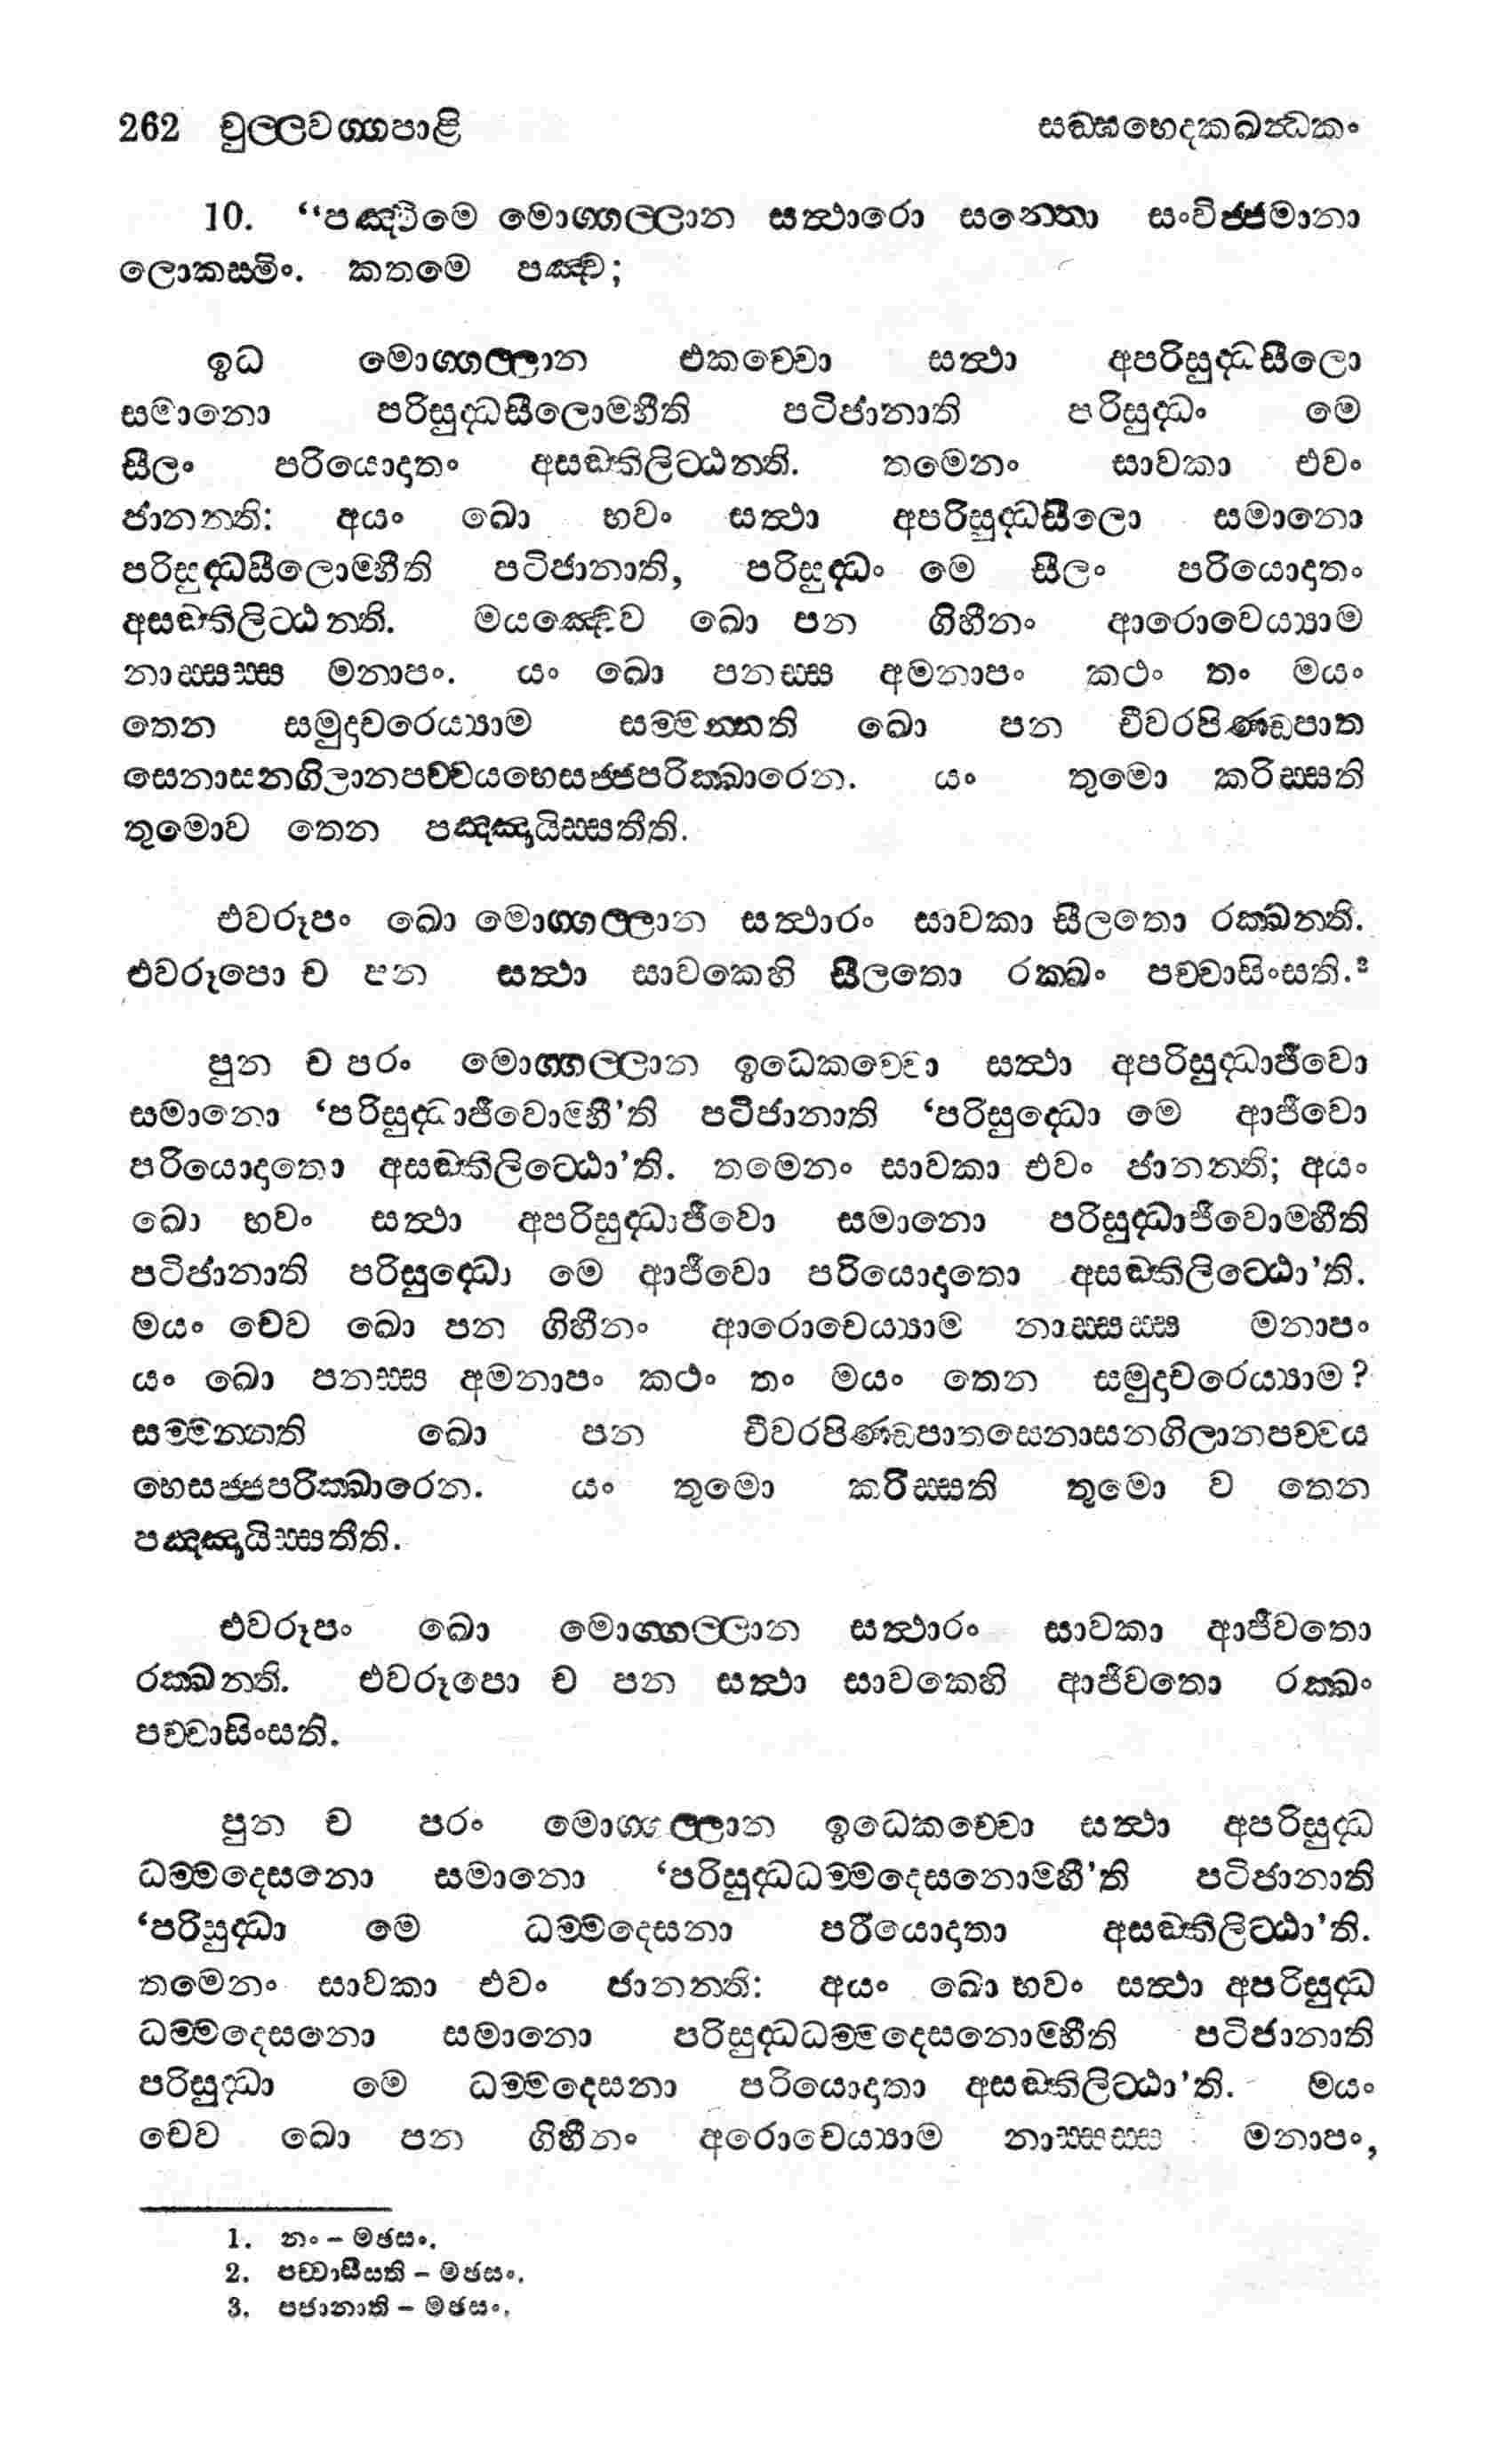 262 චුල්ලවග්ගපාළි සඞ්ඝභෙදකඛන්ධකං
10. “පඤ්චිමෙ මොග්ගල්ලාන සත්ථාරො සන්තො සංවිජ්ජමානා
ලොකස්මිං. කතමෙ පඤ්ච;
ඉධ මොග්ගල්ලාන එකච්චො සත්ථා අපරිසුද්ධසීලො
සමානො පරිසුද්ධසීලොම්හීති පටිජානාති පරිසුද්ධං මෙ
සීලං පරියොදාතං අසඞ්කිලිට්ඨන්ති. තමෙනං සාවකා එවං
ජානන්ති: අයං ඛො භවං සත්ථා අපරිසුද්ධසීලො සමානො
පරිසුද්ධසීලොම්හීති පටිජානාති, පරිසුද්ධං මෙ සීලං පරියොදාතං
අසඞ්කිලිට්ඨන්ති. මයඤ්චෙව ඛො පන ගිහීනං ආරොචෙය්‍යාම
නාස්සස්ස මනාපං. යං ඛො පනස්ස අමනාපං කථං තං මයං
තෙන සමුදාචරෙය්‍යාම සම්මන්නති ඛො පන චීවරපිණ්ඩපාත
සෙනාසනගිලානපච්චයභෙසජ්ජපරික්ඛාරෙන. යං තුමො කරිස්සති
තුමොව තෙන පඤ්ඤායිස්සතීති.
එවරූපං ඛො මොග්ගල්ලාන සත්ථාරං සාවකා සීලතො රක්ඛන්ති.
එවරූපො ච පන සත්ථා සාවකෙහි සීලතො රක්ඛං පච්චාසිංසති.²
පුන ච පරං මොග්ගල්ලාන ඉධෙකච්චො සත්ථා අපරිසුද්ධාජීවො
සමානො ‘පරිසුද්ධාජීවොම්හී’ති පටිජානාති ‘පරිසුද්ධො මෙ ආජීවො
පරියොදාතො අසඞ්කිලිට්ඨො’ති. තමෙනං සාවකා එවං ජානන්ති; අයං
ඛො භවං සත්ථා අපරිසුද්ධාජීවො සමානො පරිසුද්ධාජීවොම්හීති
පටිජානාති පරිසුද්ධො මෙ ආජීවො පරියොදාතො අසඞ්කිලිට්ඨො’ති.
මයං චෙව ඛො පන ගිහීනං ආරොචෙය්‍යාම නාස්සස්ස මනාපං
යං ඛො පනස්ස අමනාපං කථං තං මයං තෙන සමුදාචරෙය්‍යාම?
සම්මන්නති ඛො පන චීවරපිණ්ඩපාතසෙනාසනගිලානපච්චය
භෙසජ්ජපරික්ඛාරෙන. යං තුමො කරිස්සති තුමො ව තෙන
පඤ්ඤායිස්සතීති.
එවරූපං ඛො මොග්ගල්ලාන සත්ථාරං සාවකා ආජීවතො
රක්ඛන්ති. එවරූපො ච පන සත්ථා සාවකෙහි ආජීවතො රක්ඛං
පච්චාසිංසති.
පුන ච පරං මොග්ගල්ලාන ඉධෙකච්චො සත්ථා අපරිසුද්ධ
ධම්මදෙසනො සමානො ‘පරිසුද්ධධම්මදෙසනොම්හී’ති පටිජානාති
‘පරිසුද්ධා මෙ ධම්මදෙසනා පරියොදාතා අසඞ්කිලිට්ඨා’ති.
තමෙනං සාවකා එවං ජානන්ති: අයං ඛො භවං සත්ථා අපරිසුද්ධ
ධම්මදෙසනො සමානො පරිසුද්ධධම්මදෙසනොම්හීති පටිජානාති
පරිසුද්ධා මෙ ධම්මදෙසනා පරියොදාතා අසඞ්කිලිට්ඨා’ති. මයං
චෙව ඛො පන ගිහීනං අරොචෙය්‍යාම නාස්සස්ස මනාපං,
1. නං – මඡසං.
2. පච්චාසීසති – මඡසං.
3. පජානාති – මඡසං.